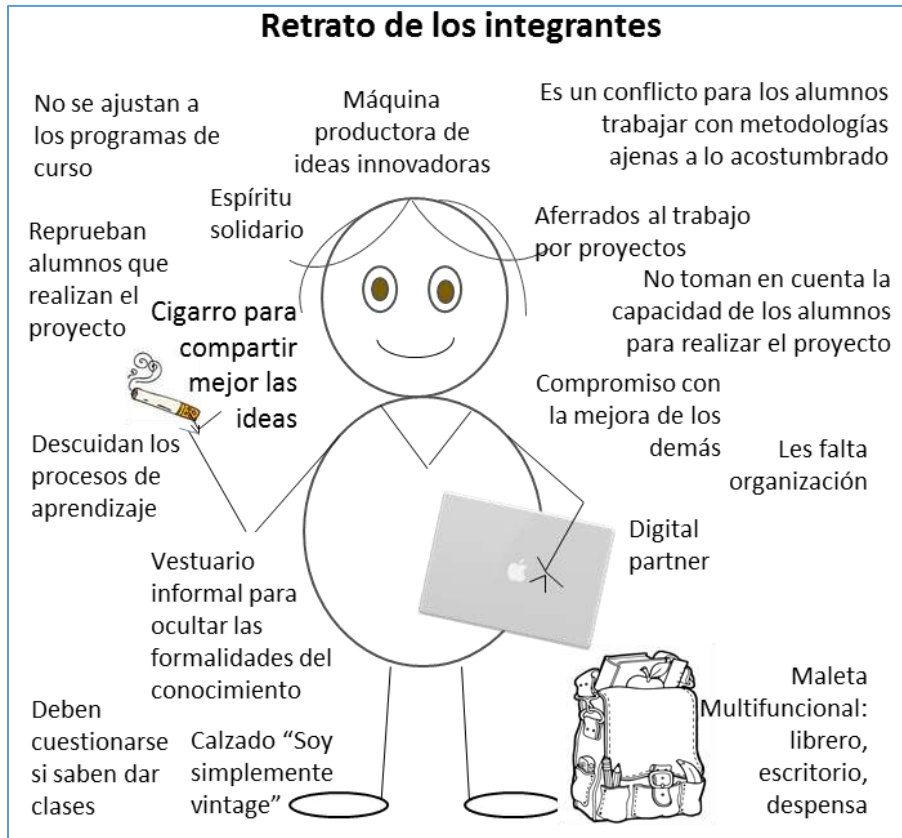 Retrato de los integrantes
No se ajustan a
los programas de
curso
Máquina
productora de
ideas innovadoras
Es un conflicto para los alumnos
trabajar con metodologías
ajenas a lo acostumbrado
Espíritu
solidario
Aferrados al trabajo
por proyectos
Reprueban
alumnos que
realizan el
proyecto
No toman en cuenta la
capacidad de los alumnos
para realizar el proyecto
Cigarro para
compartir
mejor las
ideas
Compromiso con
la mejora de los
demás
Descuidan los
procesos de
aprendizaje
Les falta
organización
Digital
partner
Vestuario
informal para
ocultar las
formalidades del
conocimiento
Maleta
Multifuncional:
librero,
escritorio,
despensa
Deben
cuestionarse
si saben dar
clases
Calzado “Soy
simplemente
vintage”